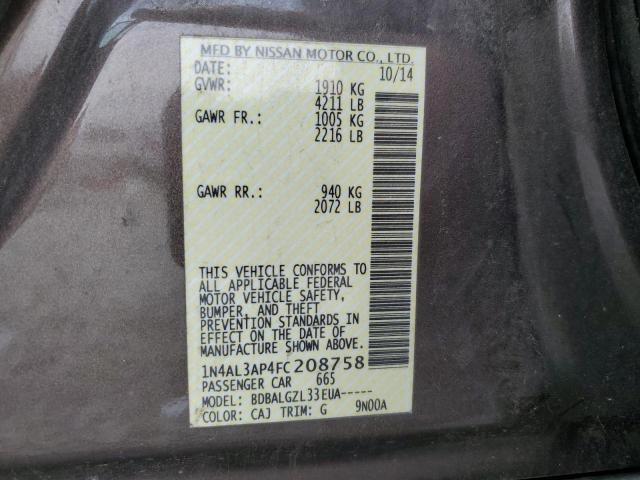 MFD BY NISSAN MOTOR CO., LTD.
DATE: 10/14
GVWR: 1910 KG
4211 LB
GAWR FR.: 1005 KG
2216 LB
GAWR RR.: 940 KG
2072 LB
THIS VEHICLE CONFORMS TO
ALL APPLICABLE FEDERAL
MOTOR VEHICLE SAFETY,
BUMPER, AND THEFT
PREVENTION STANDARDS IN
EFFECT ON THE DATE OF
MANUFACTURE SHOWN ABOVE.
1N4AL3AP4FC208758
PASSENGER CAR 665
MODEL: BDBALGZL33EUA-----
COLOR: CAJ TRIM: G 9N00A